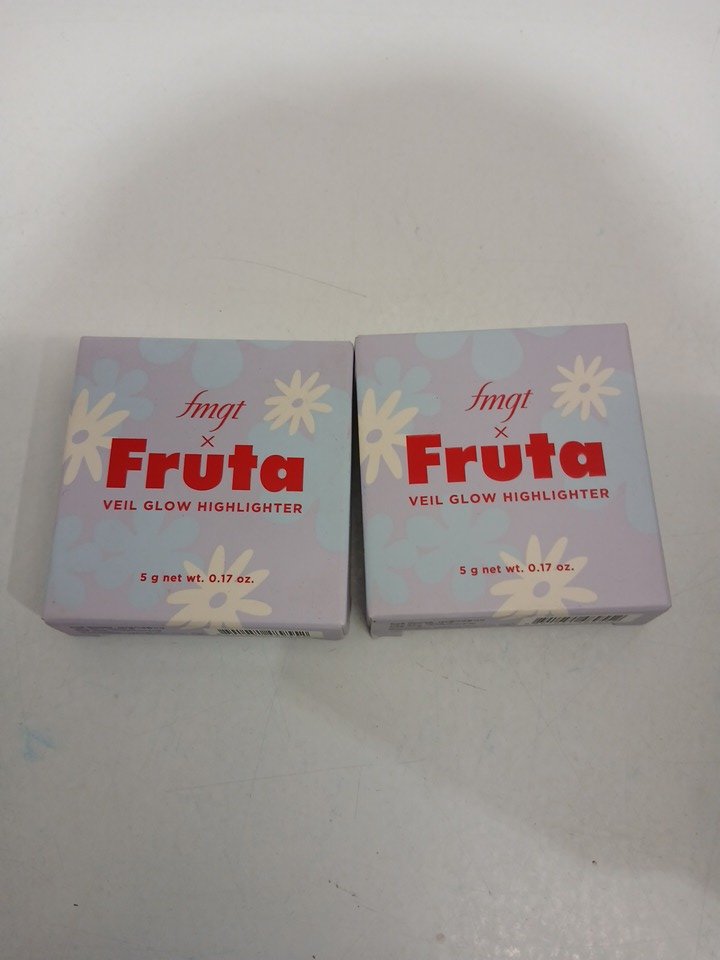 fmgt
×
Fruta
VEIL GLOW HIGHLIGHTER
5 g net wt. 0.17 oz.
fmgt
×
Fruta
VEIL GLOW HIGHLIGHTER
5 g net wt. 0.17 oz.